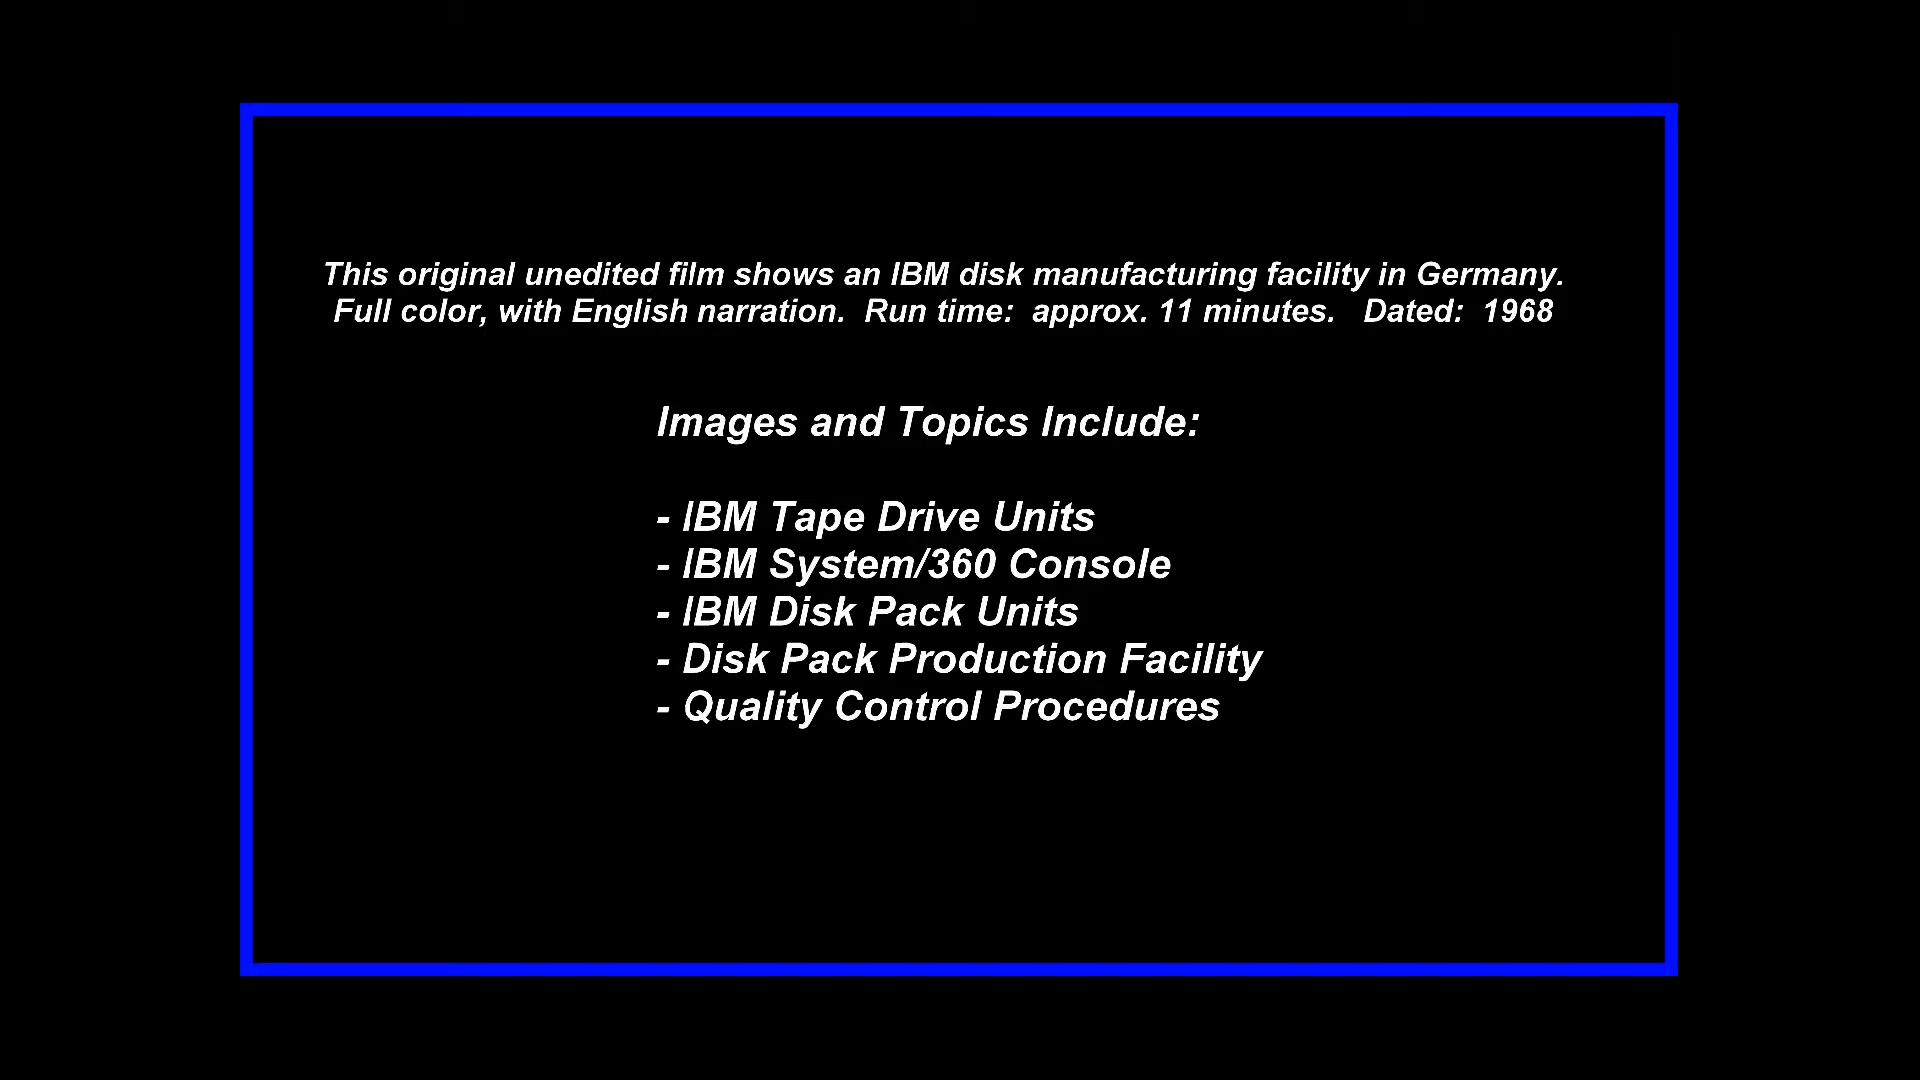 This original unedited film shows an IBM disk manufacturing facility in Germany.
Full color, with English narration.  Run time:  approx. 11 minutes.   Dated:  1968
Images and Topics Include:
- IBM Tape Drive Units
- IBM System/360 Console
- IBM Disk Pack Units
- Disk Pack Production Facility
- Quality Control Procedures